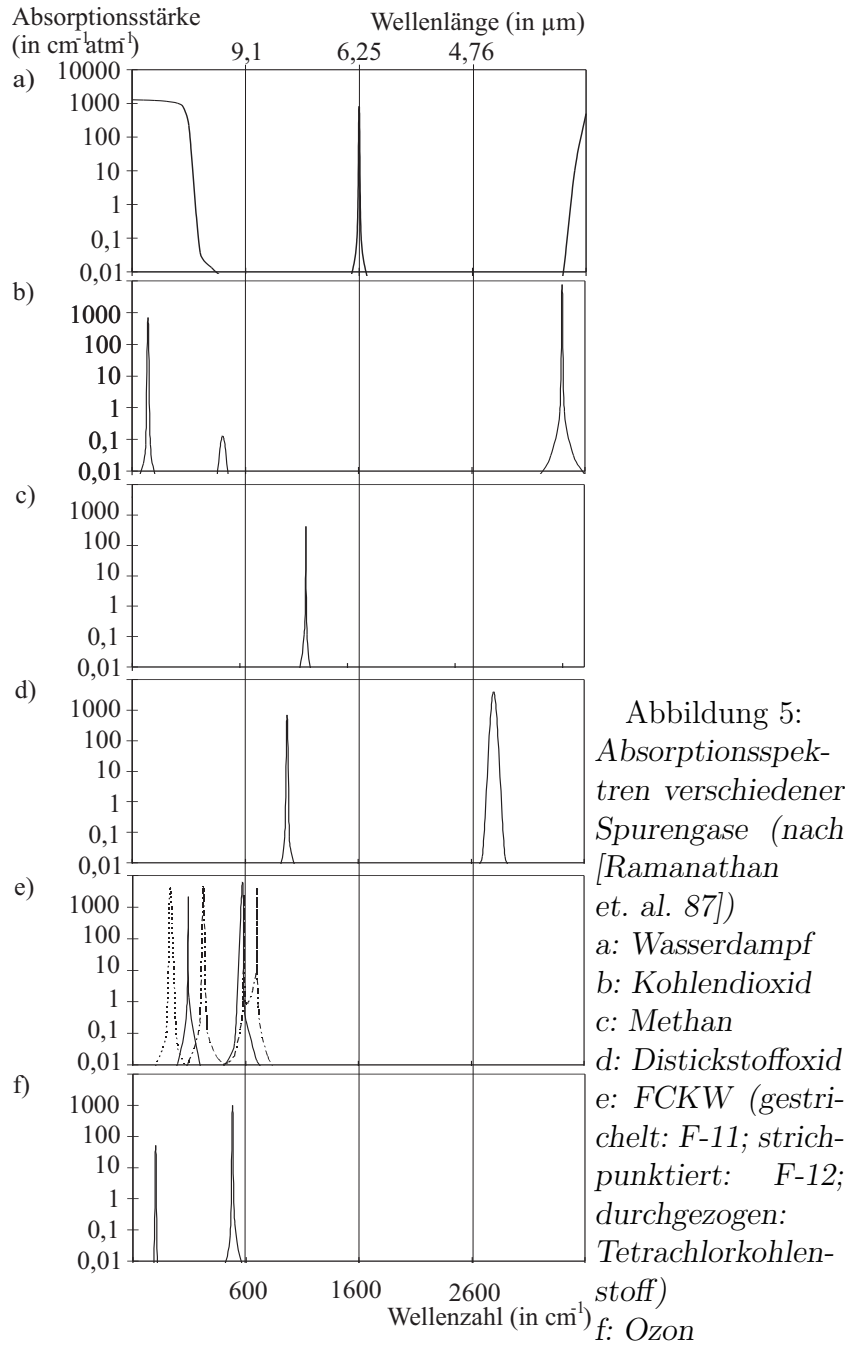 Absorptionsstärke
(in cm⁻¹atm⁻¹)
Wellenlänge (in µm)
9,1 6,25 4,76
a)
10000
1000
100
10
1
0,1
0,01
b)
1000
100
10
1
0,1
0,01
c)
1000
100
10
1
0,1
0,01
d)
1000
100
10
1
0,1
0,01
e)
1000
100
10
1
0,1
0,01
f)
1000
100
10
1
0,1
0,01
600 1600 2600
Wellenzahl (in cm⁻¹)
Abbildung 5:
Absorptionsspek-
tren verschiedener
Spurengase (nach
[Ramanathan
et. al. 87])
a: Wasserdampf
b: Kohlendioxid
c: Methan
d: Distickstoffoxid
e: FCKW (gestri-
chelt: F-11; strich-
punktiert: F-12;
durchgezogen:
Tetrachlorkohlen-
stoff)
f: Ozon